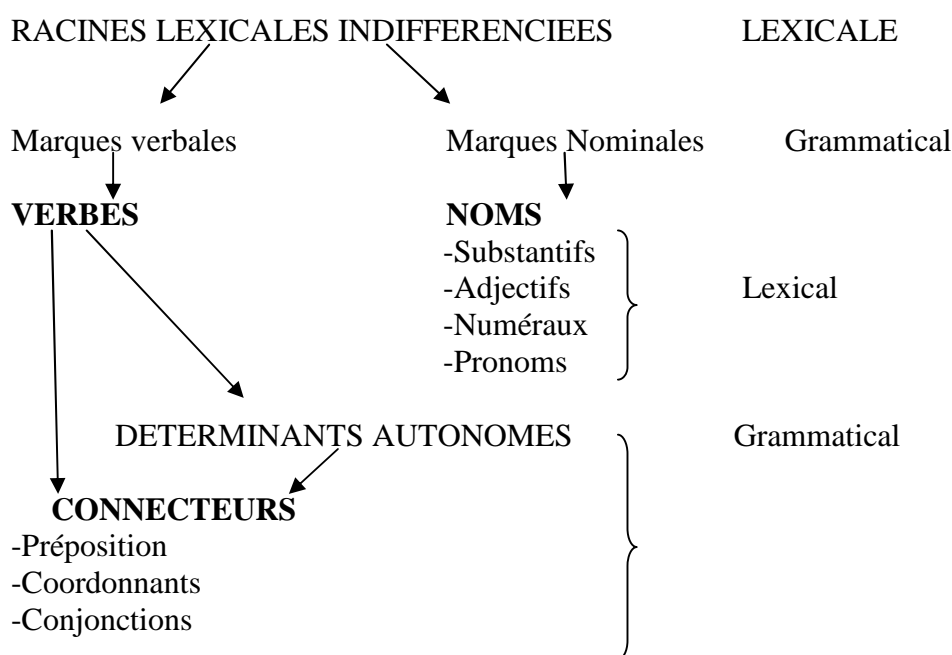 RACINES LEXICALES INDIFFERENCIEES LEXICALE
Marques verbales Marques Nominales Grammatical
VERBES NOMS
-Substantifs
-Adjectifs Lexical
-Numéraux
-Pronoms
DETERMINANTS AUTONOMES Grammatical
CONNECTEURS
-Préposition
-Coordonnants
-Conjonctions